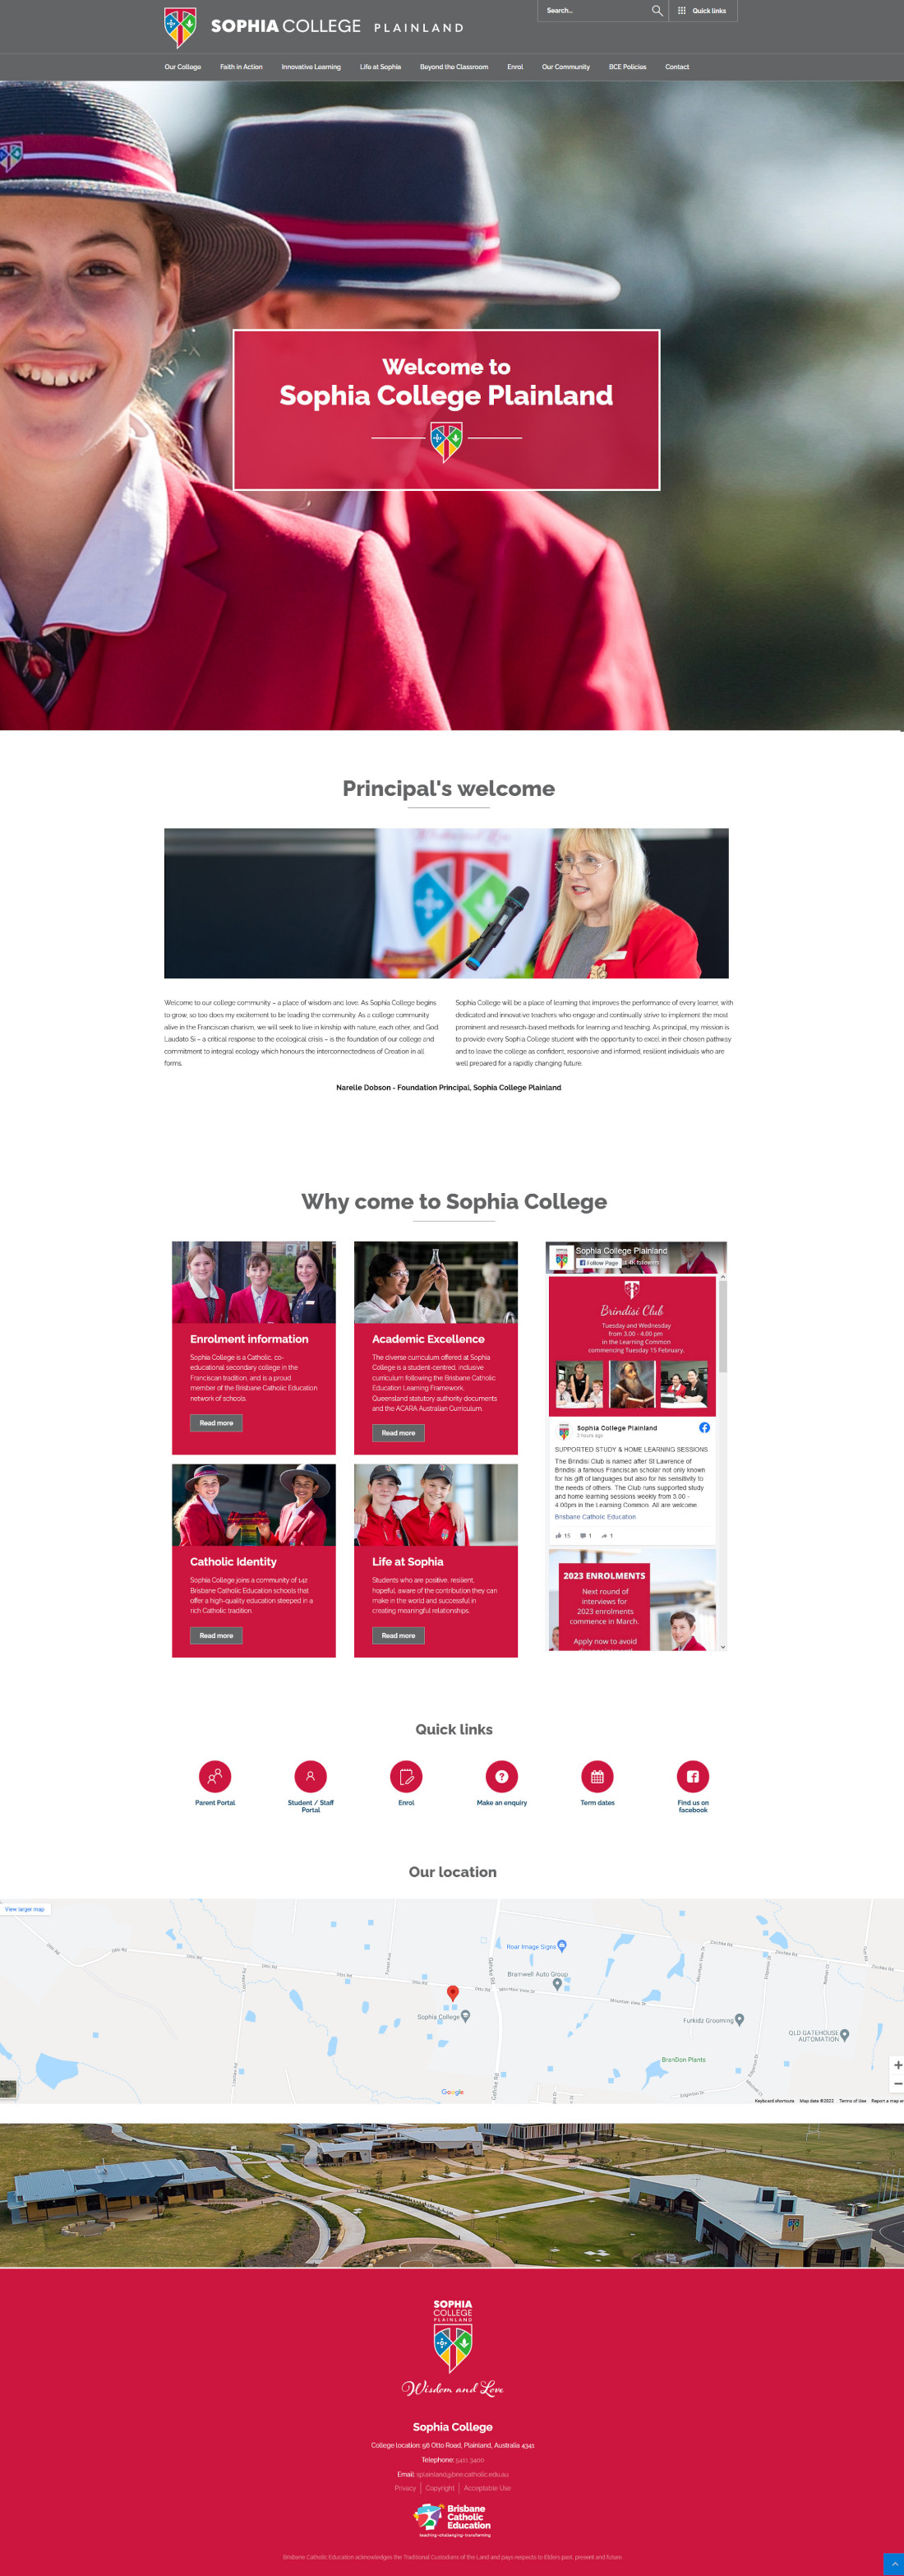 SOPHIA COLLEGE PLAINLAND
Search...
Quick links
Our College Faith in Action Innovative Learning Life at Sophia Beyond the Classroom Enrol Our Community BCE Policies Contact
Welcome to
Sophia College Plainland
Principal's welcome
Welcome to our college community – a place of wisdom and love. As Sophia College begins
to grow, so too does my excitement to be leading the community. As a college community
alive in the Franciscan charism, we will seek to live in kinship with nature, each other, and God.
Laudato Si – a critical response to the ecological crisis – is the foundation of our college and
commitment to integral ecology which honours the interconnectedness of Creation in all
forms.
Sophia College will be a place of learning that improves the performance of every learner, with
dedicated and innovative teachers who engage and continually strive to implement the most
prominent and research-based methods for learning and teaching. As principal, my mission is
to provide every Sophia College student with the opportunity to excel in their chosen pathway
and to leave the college as confident, responsive and informed, resilient individuals who are
well prepared for a rapidly changing future.
Narelle Dobson - Foundation Principal, Sophia College Plainland
Why come to Sophia College
Enrolment information
Sophia College is a Catholic, co-
educational secondary college in the
Franciscan tradition, and is a proud
member of the Brisbane Catholic Education
network of schools.
Read more
Academic Excellence
The diverse curriculum offered at Sophia
College is a student-centred, inclusive
curriculum following the Brisbane Catholic
Education Learning Framework,
Queensland statutory authority documents
and the ACARA Australian Curriculum.
Read more
Catholic Identity
Sophia College joins a community of 142
Brisbane Catholic Education schools that
offer a high-quality education steeped in a
rich Catholic tradition.
Read more
Life at Sophia
Students who are positive, resilient,
hopeful, aware of the contribution they can
make in the world and successful in
creating meaningful relationships.
Read more
Sophia College Plainland
Follow Page
followers
Brindisi Club
Tuesday and Wednesday
from 3.00 - 4.00 pm
in the Learning Common
commencing Tuesday 15 February.
Sophia College Plainland
3 hours ago
SUPPORTED STUDY & HOME LEARNING SESSIONS
The Brindisi Club is named after St Lawrence of
Brindisi a famous Franciscan scholar not only known
for his gift of languages but also for his sensitivity to
the needs of others. The Club runs supported study
and home learning sessions weekly from 3.00 -
4.00pm in the Learning Common. All are welcome.
Brisbane Catholic Education
15 1 1
2023 ENROLMENTS
Next round of
interviews for
2023 enrolments
commence in March.
Apply now to avoid
Quick links
Parent Portal
Student / Staff
Portal
Enrol
Make an enquiry
Term dates
Find us on
facebook
Our location
View larger map
Roar Image Signs
Brainwell Auto Group
Sophia College
Furkidz Grooming
QLD GATEHOUSE
AUTOMATION
BranDon Plants
Otto Rd
Gehrke Rd
Mountain View Dr
Zischke Rd
Edgerton Dr
Google
Keyboard shortcuts Map data ©2022 Terms of Use Report a map er
SOPHIA
COLLEGE
PLAINLAND
Wisdom and Love
Sophia College
College location: 56 Otto Road, Plainland, Australia 4341
Telephone: 5411 3400
Email: splainland@bne.catholic.edu.au
Privacy | Copyright | Acceptable Use
Brisbane
Catholic
Education
teaching•challenging•transforming
Brisbane Catholic Education acknowledges the Traditional Custodians of the Land and pays respects to Elders past, present and future.